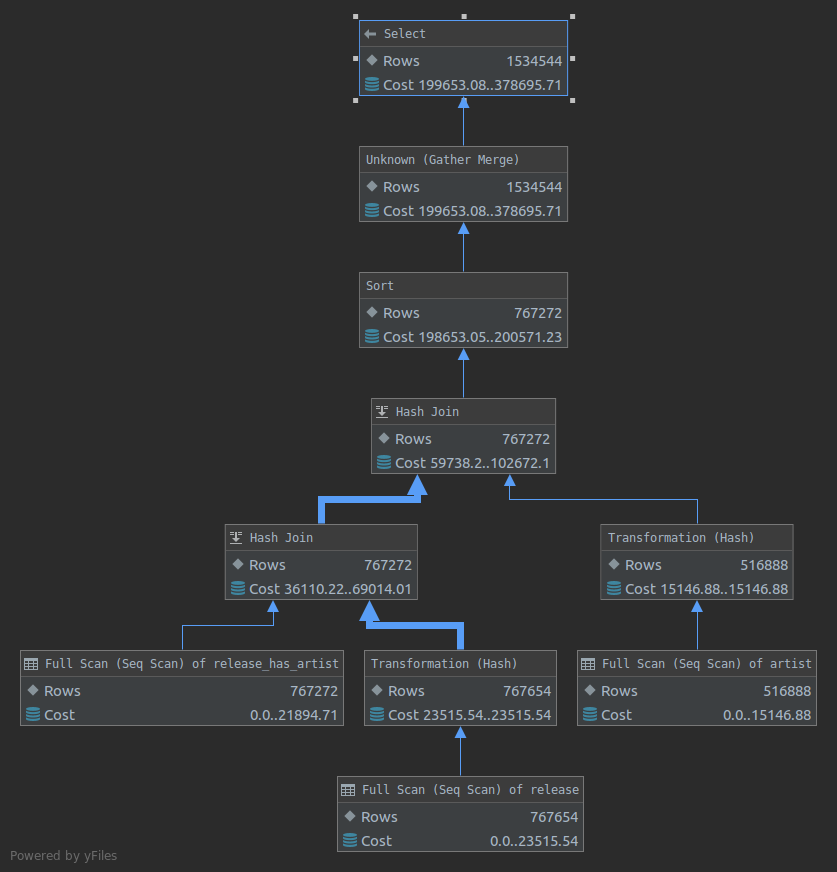 Select
Rows 1534544
Cost 199653.08..378695.71
Unknown (Gather Merge)
Rows 1534544
Cost 199653.08..378695.71
Sort
Rows 767272
Cost 198653.05..200571.23
Hash Join
Rows 767272
Cost 59738.2..102672.1
Hash Join
Rows 767272
Cost 36110.22..69014.01
Transformation (Hash)
Rows 516888
Cost 15146.88..15146.88
Full Scan (Seq Scan) of release_has_artist
Rows 767272
Cost 0.0..21894.71
Transformation (Hash)
Rows 767654
Cost 23515.54..23515.54
Full Scan (Seq Scan) of artist
Rows 516888
Cost 0.0..15146.88
Full Scan (Seq Scan) of release
Rows 767654
Cost 0.0..23515.54
Powered by yFiles